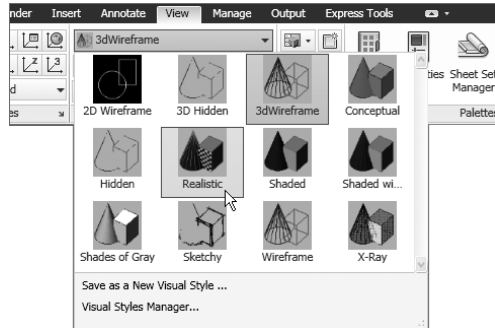 nder Insert Annotate View Manage Output Express Tools
3dWireframe
ties Sheet Set
Manager
d
es
Palettes
2D Wireframe 3D Hidden 3dWireframe Conceptual
Hidden Realistic Shaded Shaded wi...
Shades of Gray Sketchy Wireframe X-Ray
Save as a New Visual Style ...
Visual Styles Manager...